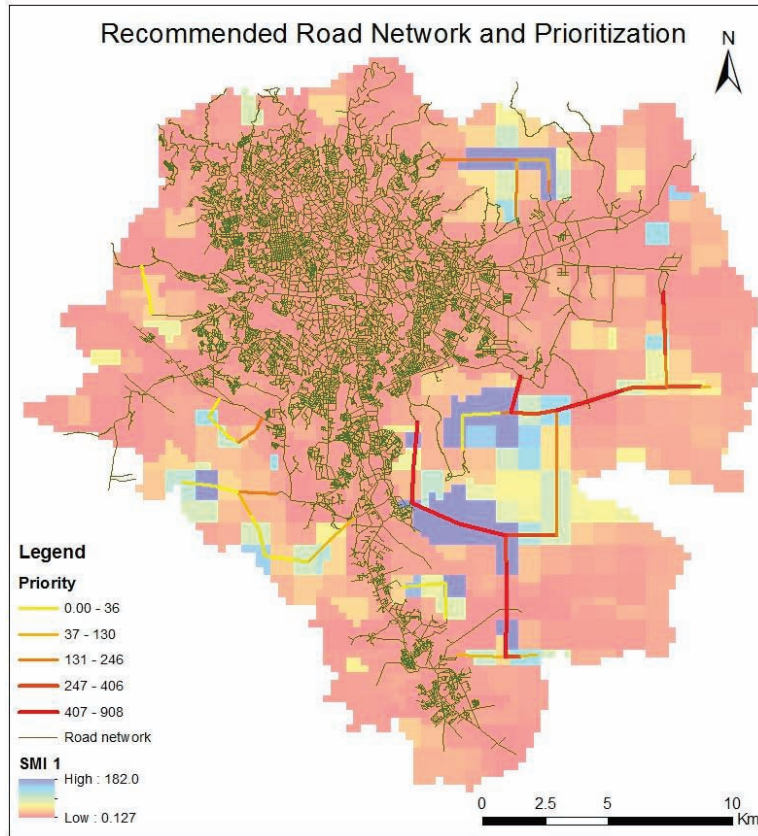 Recommended Road Network and Prioritization
N
Legend
Priority
0.00 - 36
37 - 130
131 - 246
247 - 406
407 - 908
Road network
SMI 1
High : 182.0
Low : 0.127
0 2.5 5 10
Km